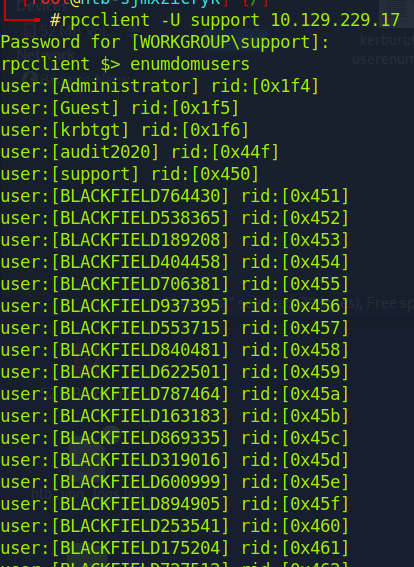 #rpcclient -U support 10.129.229.17
Password for [WORKGROUP\support]:
rpcclient $> enumdomusers
user:[Administrator] rid:[0x1f4]
user:[Guest] rid:[0x1f5]
user:[krbtgt] rid:[0x1f6]
user:[audit2020] rid:[0x44f]
user:[support] rid:[0x450]
user:[BLACKFIELD764430] rid:[0x451]
user:[BLACKFIELD538365] rid:[0x452]
user:[BLACKFIELD189208] rid:[0x453]
user:[BLACKFIELD404458] rid:[0x454]
user:[BLACKFIELD706381] rid:[0x455]
user:[BLACKFIELD937395] rid:[0x456]
user:[BLACKFIELD553715] rid:[0x457]
user:[BLACKFIELD840481] rid:[0x458]
user:[BLACKFIELD622501] rid:[0x459]
user:[BLACKFIELD787464] rid:[0x45a]
user:[BLACKFIELD163183] rid:[0x45b]
user:[BLACKFIELD869335] rid:[0x45c]
user:[BLACKFIELD319016] rid:[0x45d]
user:[BLACKFIELD600999] rid:[0x45e]
user:[BLACKFIELD894905] rid:[0x45f]
user:[BLACKFIELD253541] rid:[0x460]
user:[BLACKFIELD175204] rid:[0x461]